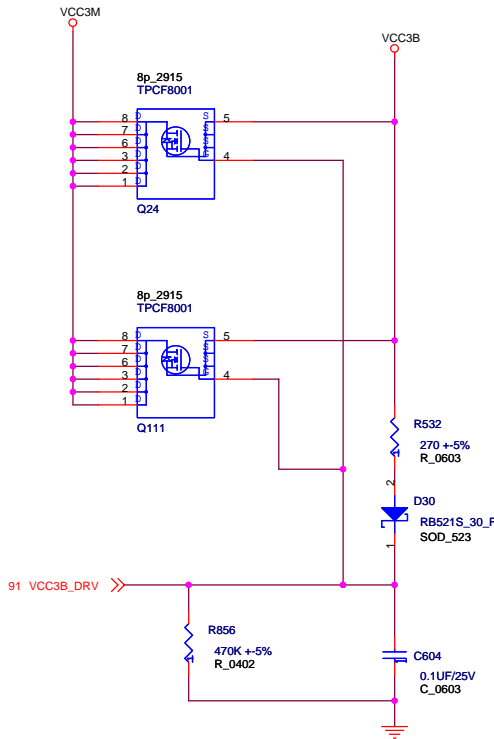 VCC3M
VCC3B
8p_2915
TPCF8001
8 D S 5
7 D S
6 D S
3 D G 4
2 D
1 D
Q24
8p_2915
TPCF8001
8 D S 5
7 D S
6 D S
3 D G 4
2 D
1 D
Q111
R532
270 +-5%
R_0603
1
2
D30
RB521S_30_F
SOD_523
1
91 VCC3B_DRV
R856
470K +-5%
R_0402
1
C604
0.1UF/25V
C_0603